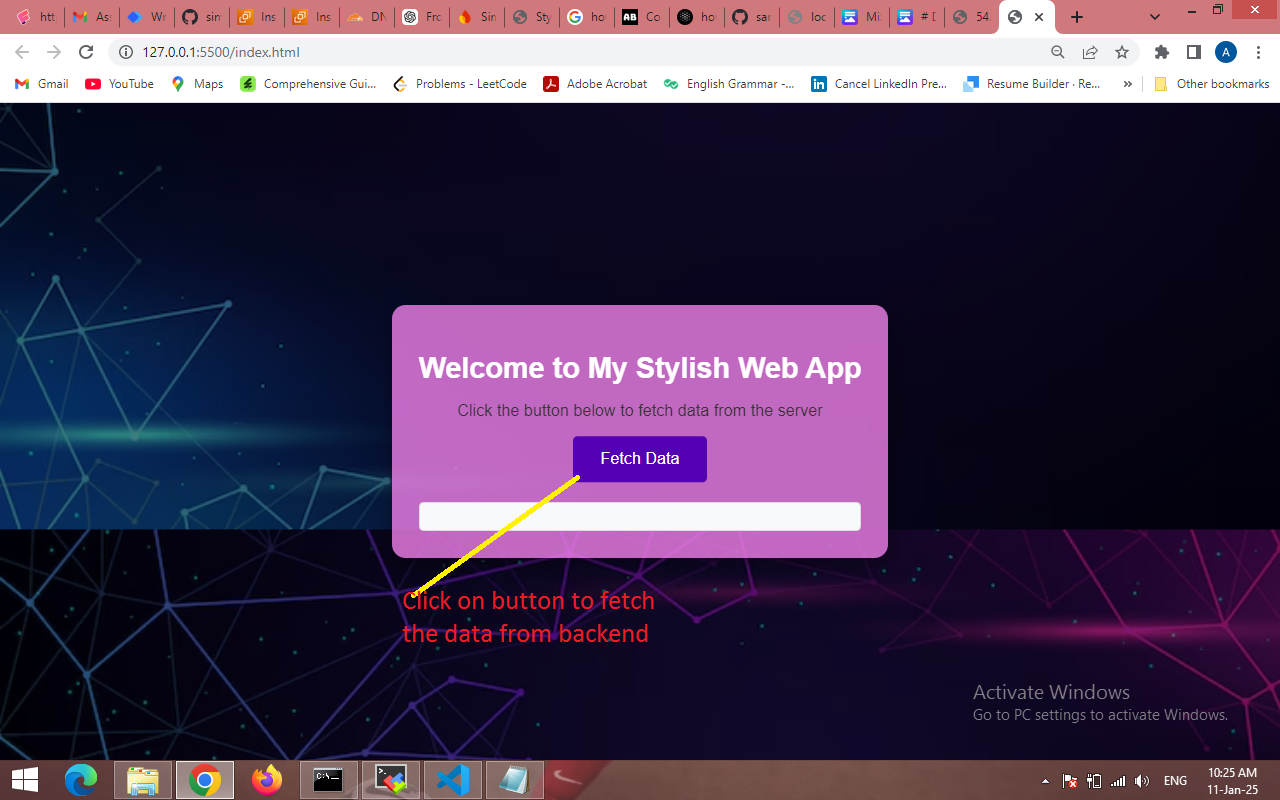 htt
As
Wr
sin
Ins
Ins
DN
Fro
Sin
Sty
ho
AB
Co
ho
sar
loc
Mi
# D
54.
127.0.0.1:5500/index.html
A
Gmail
YouTube
Maps
Comprehensive Gui...
Problems - LeetCode
Adobe Acrobat
English Grammar -...
in
Cancel LinkedIn Pre...
Resume Builder · Re...
»
Other bookmarks
Welcome to My Stylish Web App
Click the button below to fetch data from the server
Fetch Data
Click on button to fetch
the data from backend
Activate Windows
Go to PC settings to activate Windows.
C:\
ENG
10:25 AM
11-Jan-25